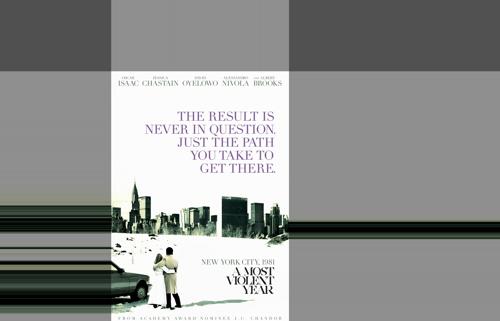 OSCAR ISAAC JESSICA CHASTAIN DAVID OYELOWO ALESSANDRO NIVOLA AND ALBERT BROOKS
THE RESULT IS
NEVER IN QUESTION,
JUST THE PATH
YOU TAKE TO
GET THERE.
NEW YORK CITY, 1981
A MOST
VIOLENT
YEAR
FROM ACADEMY AWARD NOMINEE J.C. CHANDOR